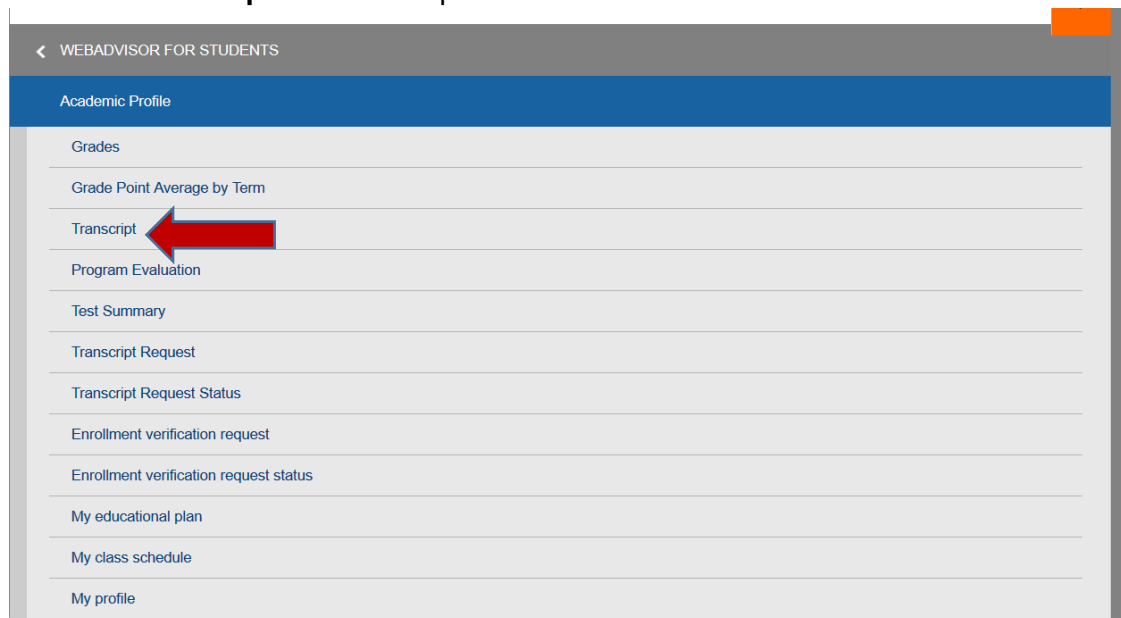 WEBADVISOR FOR STUDENTS
Academic Profile
Grades
Grade Point Average by Term
Transcript
Program Evaluation
Test Summary
Transcript Request
Transcript Request Status
Enrollment verification request
Enrollment verification request status
My educational plan
My class schedule
My profile